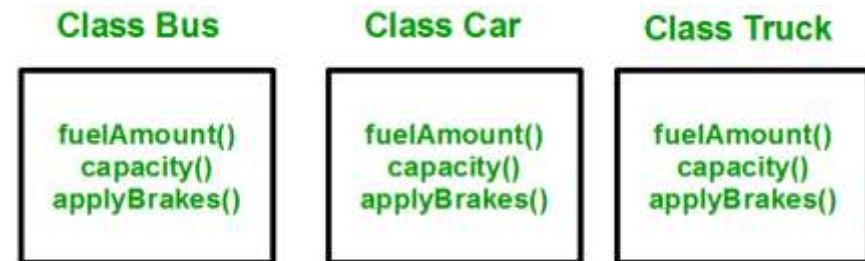 Class Bus
fuelAmount()
capacity()
applyBrakes()
Class Car
fuelAmount()
capacity()
applyBrakes()
Class Truck
fuelAmount()
capacity()
applyBrakes()